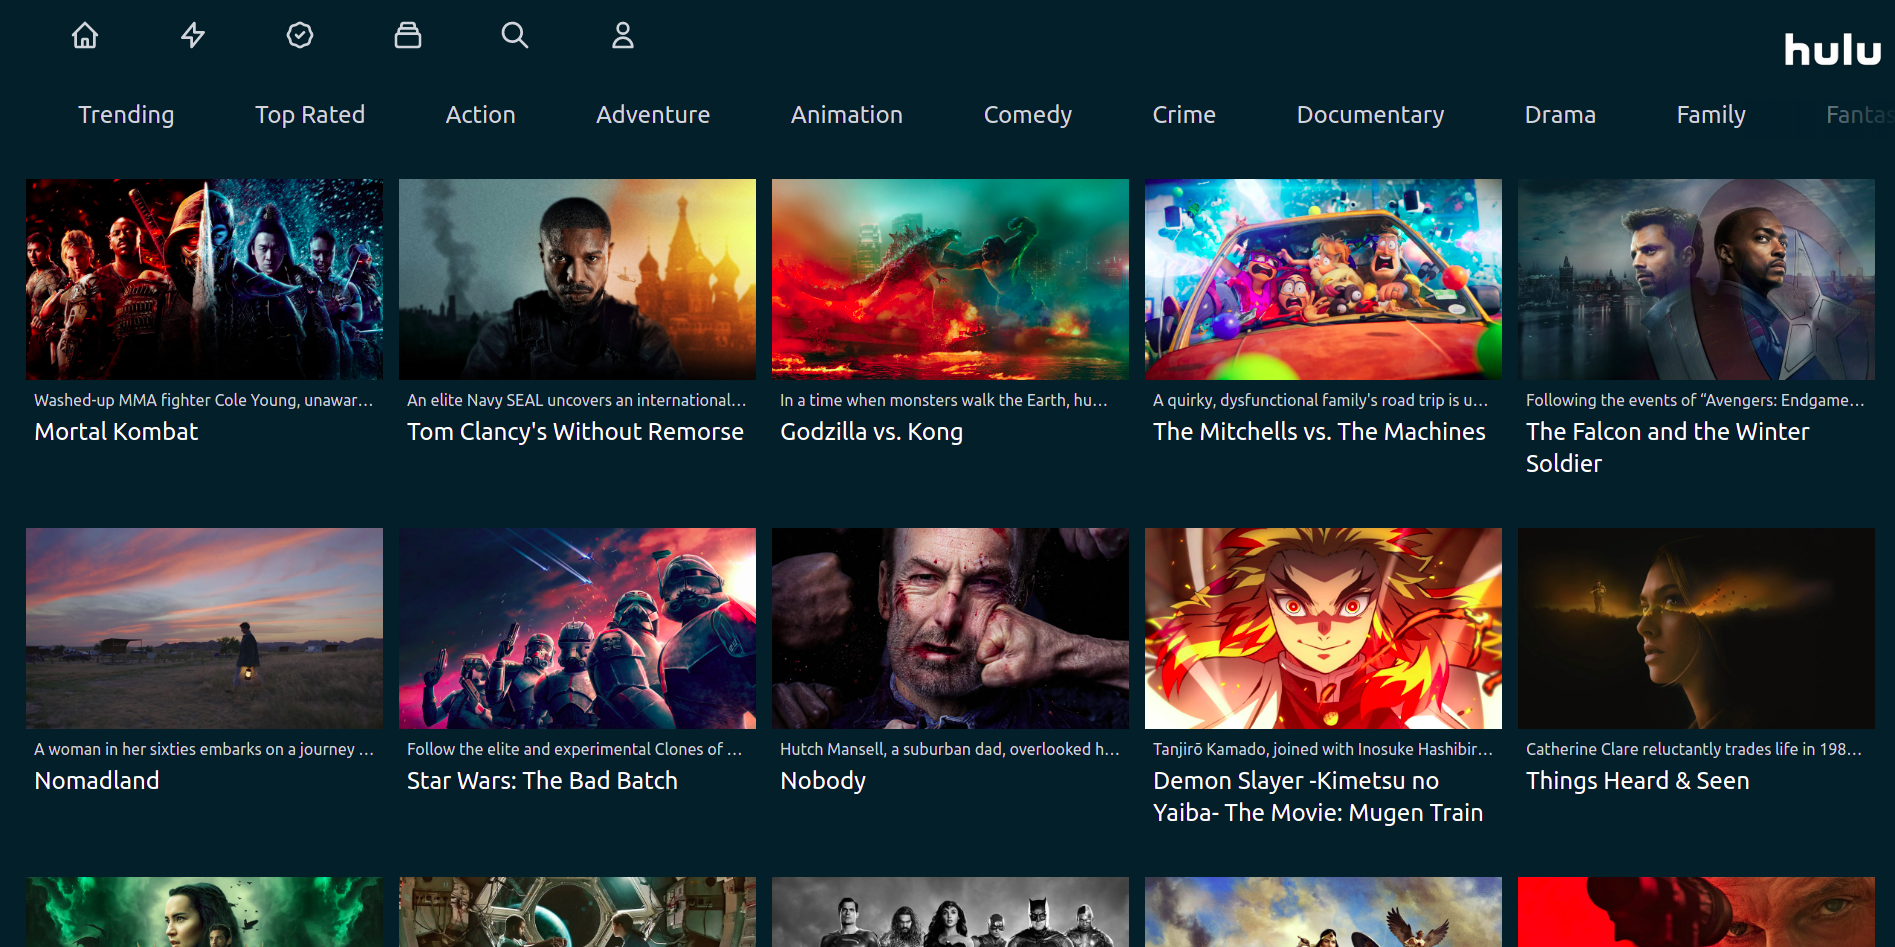 hulu
Trending Top Rated Action Adventure Animation Comedy Crime Documentary Drama Family Fantas
Washed-up MMA fighter Cole Young, unawar...
Mortal Kombat
An elite Navy SEAL uncovers an international...
Tom Clancy's Without Remorse
In a time when monsters walk the Earth, hu...
Godzilla vs. Kong
A quirky, dysfunctional family's road trip is u...
The Mitchells vs. The Machines
Following the events of “Avengers: Endgame...
The Falcon and the Winter
Soldier
A woman in her sixties embarks on a journey ...
Nomadland
Follow the elite and experimental Clones of ...
Star Wars: The Bad Batch
Hutch Mansell, a suburban dad, overlooked h...
Nobody
Tanjirō Kamado, joined with Inosuke Hashibir...
Demon Slayer -Kimetsu no
Yaiba- The Movie: Mugen Train
Catherine Clare reluctantly trades life in 198...
Things Heard & Seen